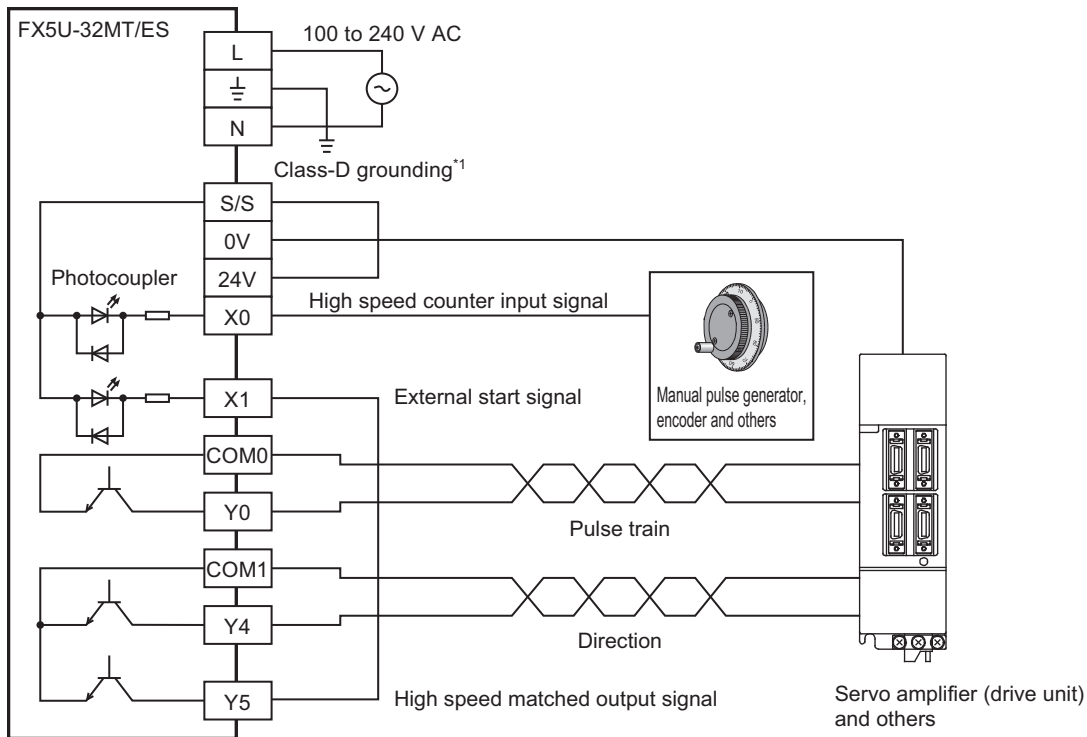 FX5U-32MT/ES
100 to 240 V AC
L
N
Class-D grounding*1
S/S
0V
24V
Photocoupler
High speed counter input signal
X0
Manual pulse generator,
encoder and others
X1
External start signal
COM0
Y0
Pulse train
COM1
Y4
Direction
Y5
High speed matched output signal
Servo amplifier (drive unit)
and others